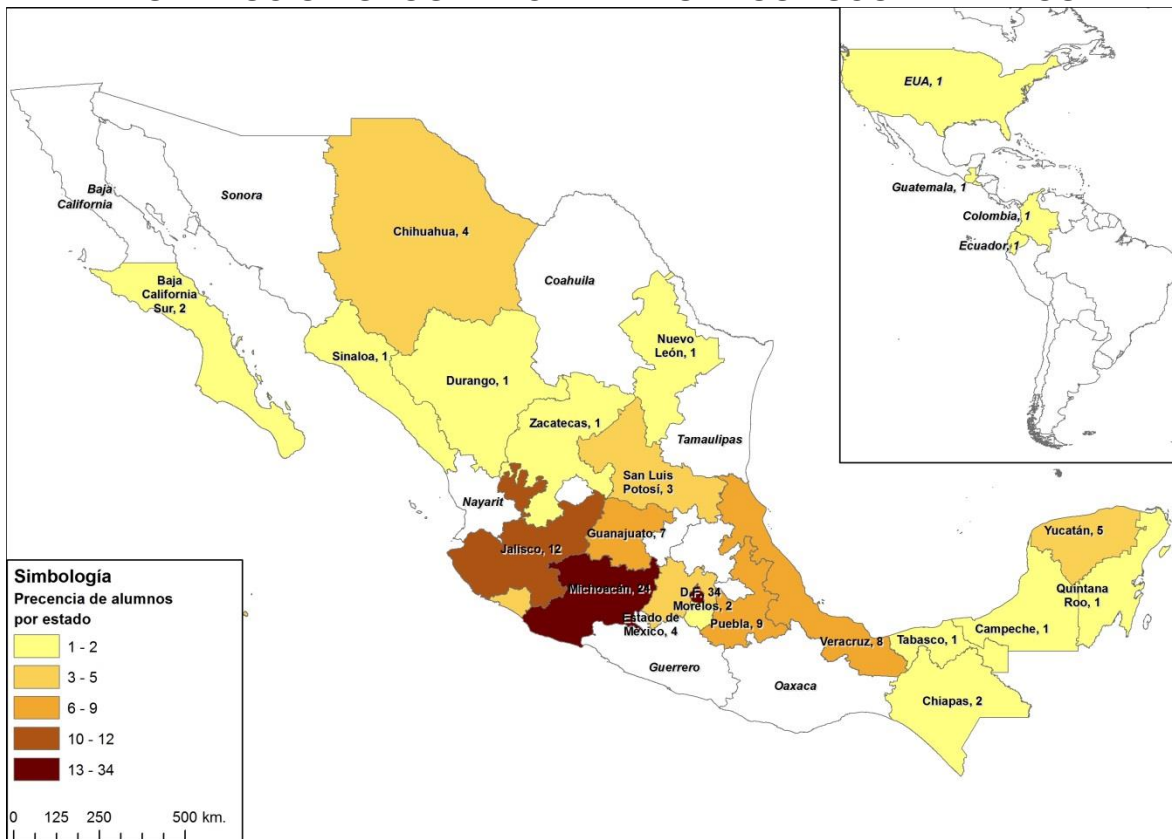 EUA, 1
Guatemala, 1
Colombia, 1
Ecuador, 1
Baja
California
Sonora
Chihuahua, 4
Coahuila
Baja
California
Sur, 2
Nuevo
León, 1
Sinaloa, 1
Durango, 1
Zacatecas, 1
Tamaulipas
San Luis
Potosí, 3
Nayarit
Guanajuato, 7
Yucatán, 5
Jalisco, 12
Michoacán, 24
D.F. 34
Morelos, 2
Quintana
Roo, 1
Estado de
México, 4
Puebla, 9
Veracruz, 8
Tabasco, 1
Campeche, 1
Guerrero
Oaxaca
Chiapas, 2
Simbología
Precencia de alumnos
por estado
1 - 2
3 - 5
6 - 9
10 - 12
13 - 34
0 125 250 500 km.